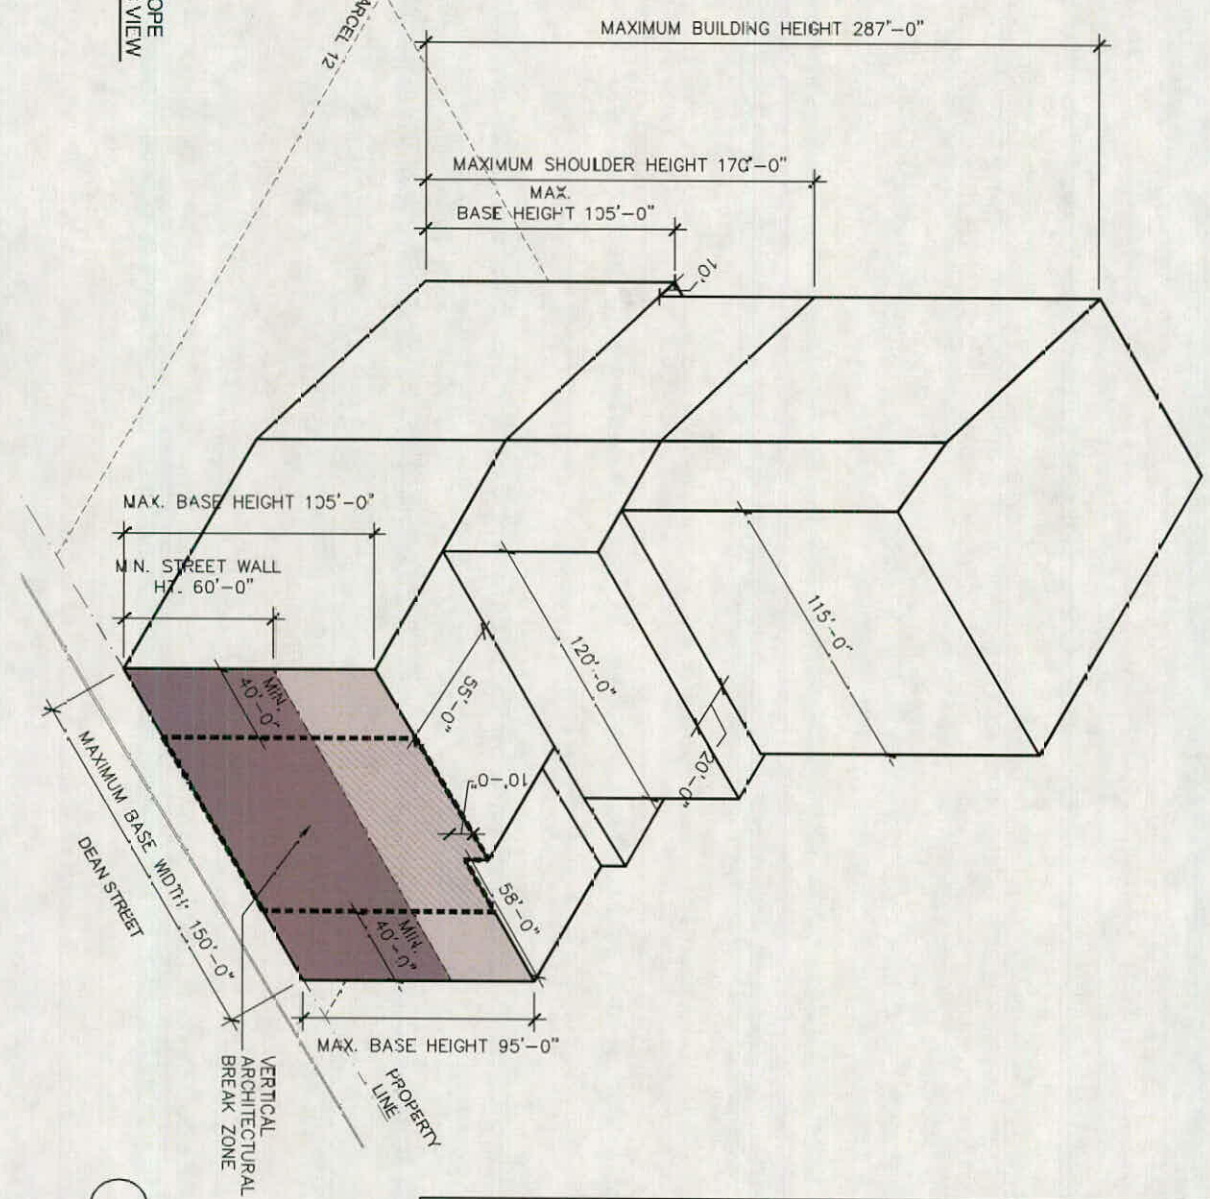 OPE
VIEW
ARCEL 12
MAXIMUM BUILDING HEIGHT 287'-0"
MAXIMUM SHOULDER HEIGHT 170'-0"
MAX.
BASE HEIGHT 105'-0"
10'
MAX. BASE HEIGHT 105'-0"
MIN. STREET WALL
HT. 60'-0"
115'-0"
120'-0"
55'-0"
MIN.
40'-0"
20'-0"
10'-0"
58'-0"
MIN.
40'-0"
MAXIMUM BASE WIDTH: 150'-0"
DEAN STREET
MAX. BASE HEIGHT 95'-0"
PROPERTY
LINE
VERTICAL
ARCHITECTURAL
BREAK ZONE